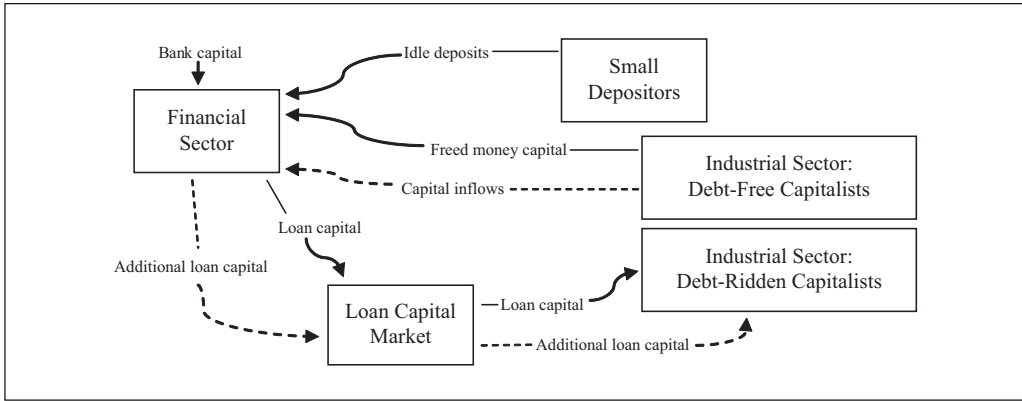 Bank capital
Idle deposits
Small
Depositors
Financial
Sector
Freed money capital
Industrial Sector:
Debt-Free Capitalists
Capital inflows
Loan capital
Additional loan capital
Industrial Sector:
Debt-Ridden Capitalists
Loan Capital
Market
Loan capital
Additional loan capital